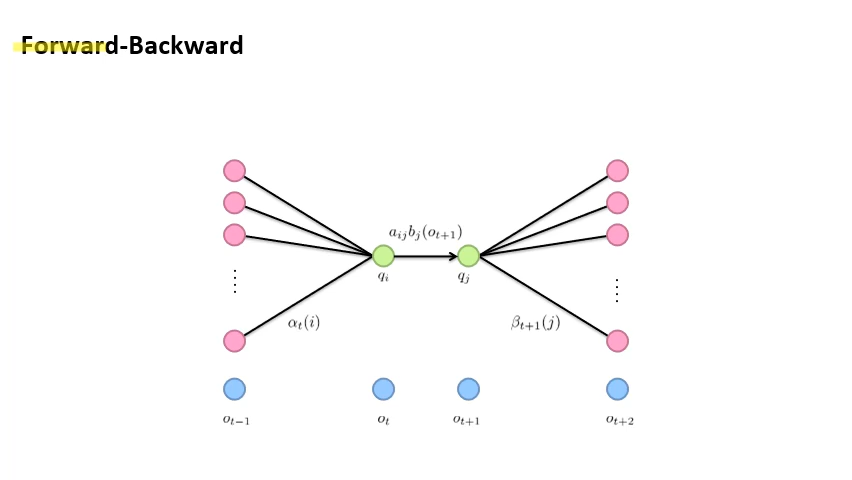 Forward-Backward
a_{ij}b_j(o_{t+1})
q_i q_j
α_t(i) β_{t+1}(j)
o_{t−1} o_t o_{t+1} o_{t+2}